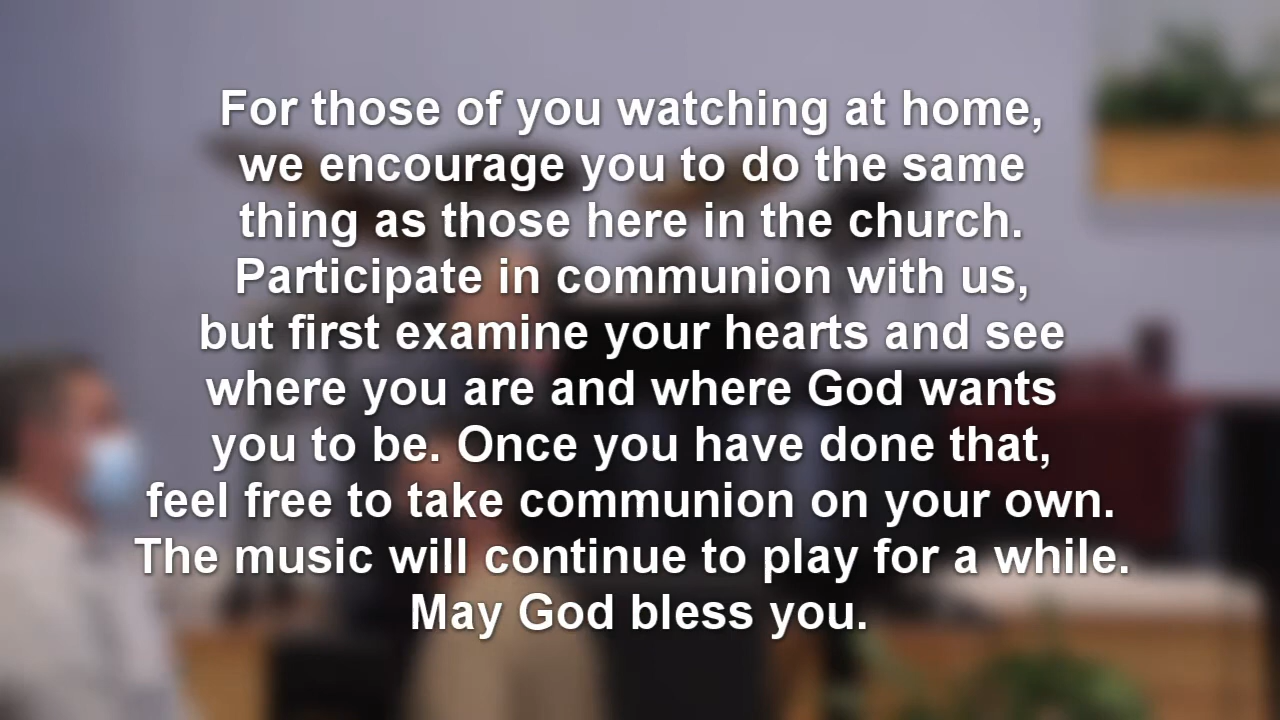 For those of you watching at home,
we encourage you to do the same
thing as those here in the church.
Participate in communion with us,
but first examine your hearts and see
where you are and where God wants
you to be. Once you have done that,
feel free to take communion on your own.
The music will continue to play for a while.
May God bless you.